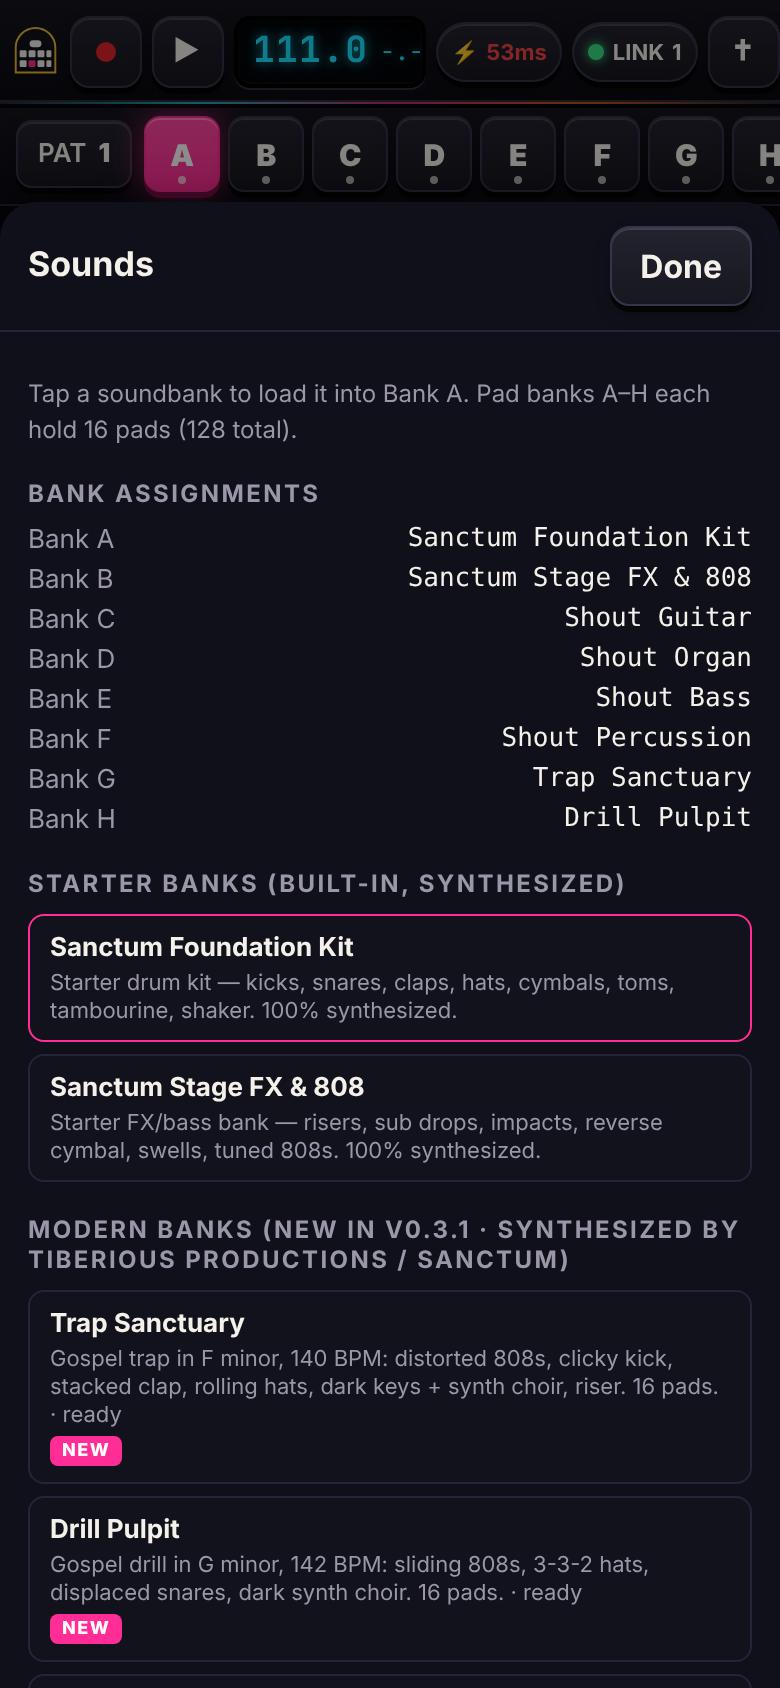 111.0 -.-
⚡ 53ms
LINK 1
✝
PAT 1
A
B
C
D
E
F
G
H
Sounds
Done
Tap a soundbank to load it into Bank A. Pad banks A–H each
hold 16 pads (128 total).
BANK ASSIGNMENTS
Bank A Sanctum Foundation Kit
Bank B Sanctum Stage FX & 808
Bank C Shout Guitar
Bank D Shout Organ
Bank E Shout Bass
Bank F Shout Percussion
Bank G Trap Sanctuary
Bank H Drill Pulpit
STARTER BANKS (BUILT-IN, SYNTHESIZED)
Sanctum Foundation Kit
Starter drum kit — kicks, snares, claps, hats, cymbals, toms,
tambourine, shaker. 100% synthesized.
Sanctum Stage FX & 808
Starter FX/bass bank — risers, sub drops, impacts, reverse
cymbal, swells, tuned 808s. 100% synthesized.
MODERN BANKS (NEW IN V0.3.1 · SYNTHESIZED BY
TIBERIOUS PRODUCTIONS / SANCTUM)
Trap Sanctuary
Gospel trap in F minor, 140 BPM: distorted 808s, clicky kick,
stacked clap, rolling hats, dark keys + synth choir, riser. 16 pads.
· ready
NEW
Drill Pulpit
Gospel drill in G minor, 142 BPM: sliding 808s, 3-3-2 hats,
displaced snares, dark synth choir. 16 pads. · ready
NEW